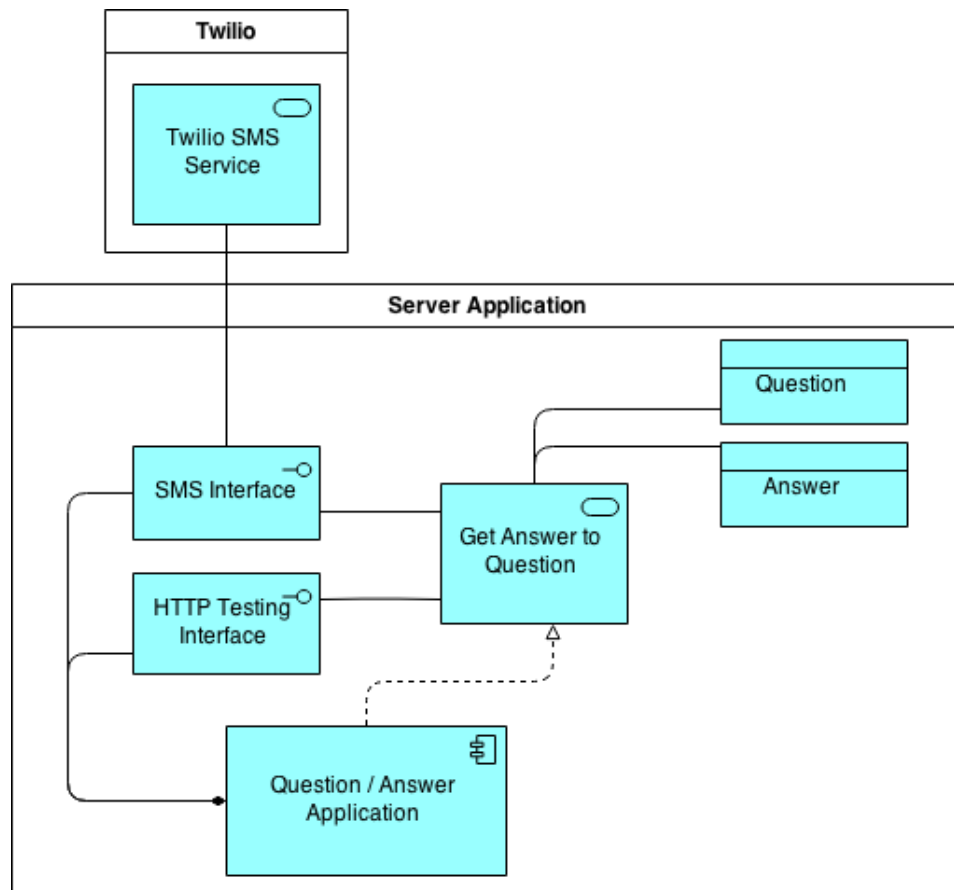 Twilio
Twilio SMS
Service
Server Application
Question
Answer
SMS Interface
Get Answer to
Question
HTTP Testing
Interface
Question / Answer
Application